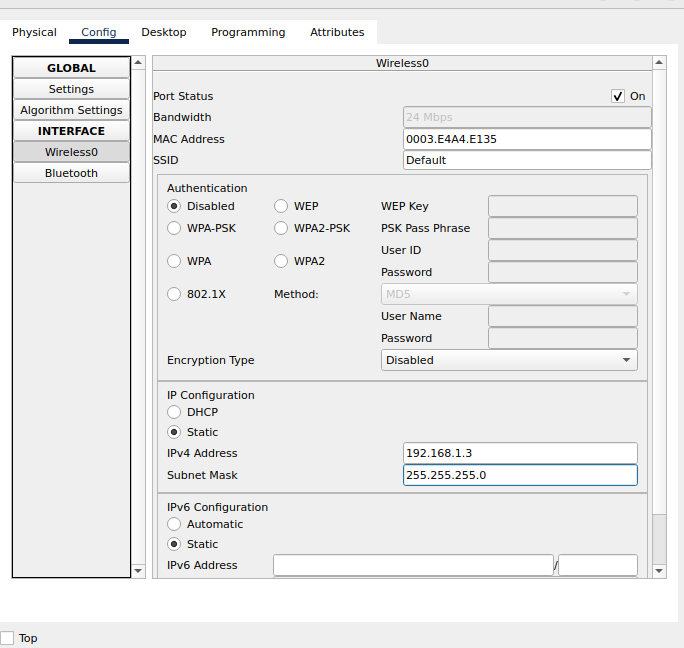 Physical Config Desktop Programming Attributes
GLOBAL
Settings
Algorithm Settings
INTERFACE
Wireless0
Bluetooth
Wireless0
Port Status On
Bandwidth 24 Mbps
MAC Address 0003.E4A4.E135
SSID Default
Authentication
Disabled WEP WEP Key
WPA-PSK WPA2-PSK PSK Pass Phrase
User ID
WPA WPA2
Password
802.1X Method: MD5
User Name
Password
Encryption Type Disabled
IP Configuration
DHCP
Static
IPv4 Address 192.168.1.3
Subnet Mask 255.255.255.0
IPv6 Configuration
Automatic
Static
IPv6 Address /
Top